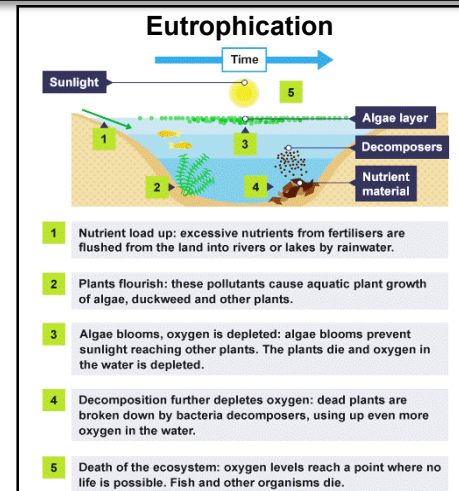 Eutrophication
Time
Sunlight
5
Algae layer
1
3
Decomposers
2
4
Nutrient
material
1 Nutrient load up: excessive nutrients from fertilisers are
flushed from the land into rivers or lakes by rainwater.
2 Plants flourish: these pollutants cause aquatic plant growth
of algae, duckweed and other plants.
3 Algae blooms, oxygen is depleted: algae blooms prevent
sunlight reaching other plants. The plants die and oxygen in
the water is depleted.
4 Decomposition further depletes oxygen: dead plants are
broken down by bacteria decomposers, using up even more
oxygen in the water.
5 Death of the ecosystem: oxygen levels reach a point where no
life is possible. Fish and other organisms die.